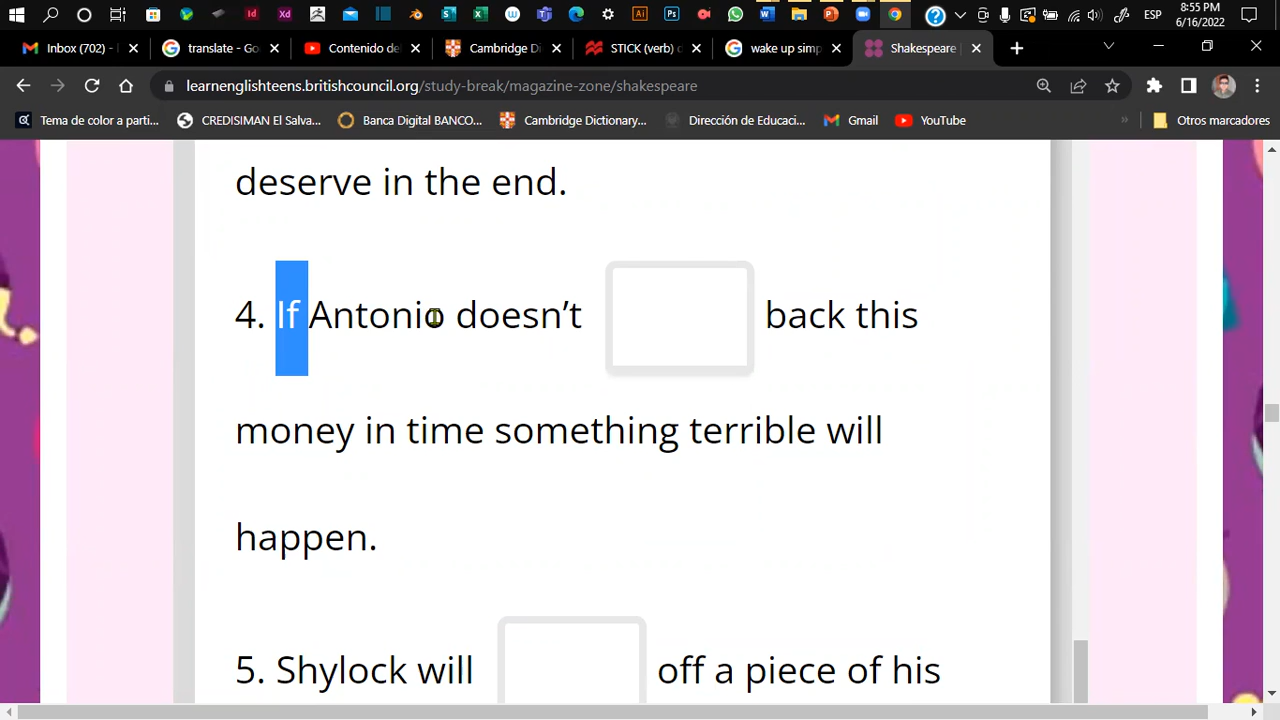 8:55 PM
ESP
6/16/2022
Inbox (702) -
translate - Go
Contenido de
Cambridge Di
STICK (verb)
wake up simp
Shakespeare
learnenglishteens.britishcouncil.org/study-break/magazine-zone/shakespeare
Tema de color a parti... CREDISIMAN El Salva... Banca Digital BANCO... Cambridge Dictionary... Dirección de Educaci... Gmail YouTube » Otros marcadores
deserve in the end.
4. If Antonio doesn’t back this
money in time something terrible will
happen.
5. Shylock will off a piece of his